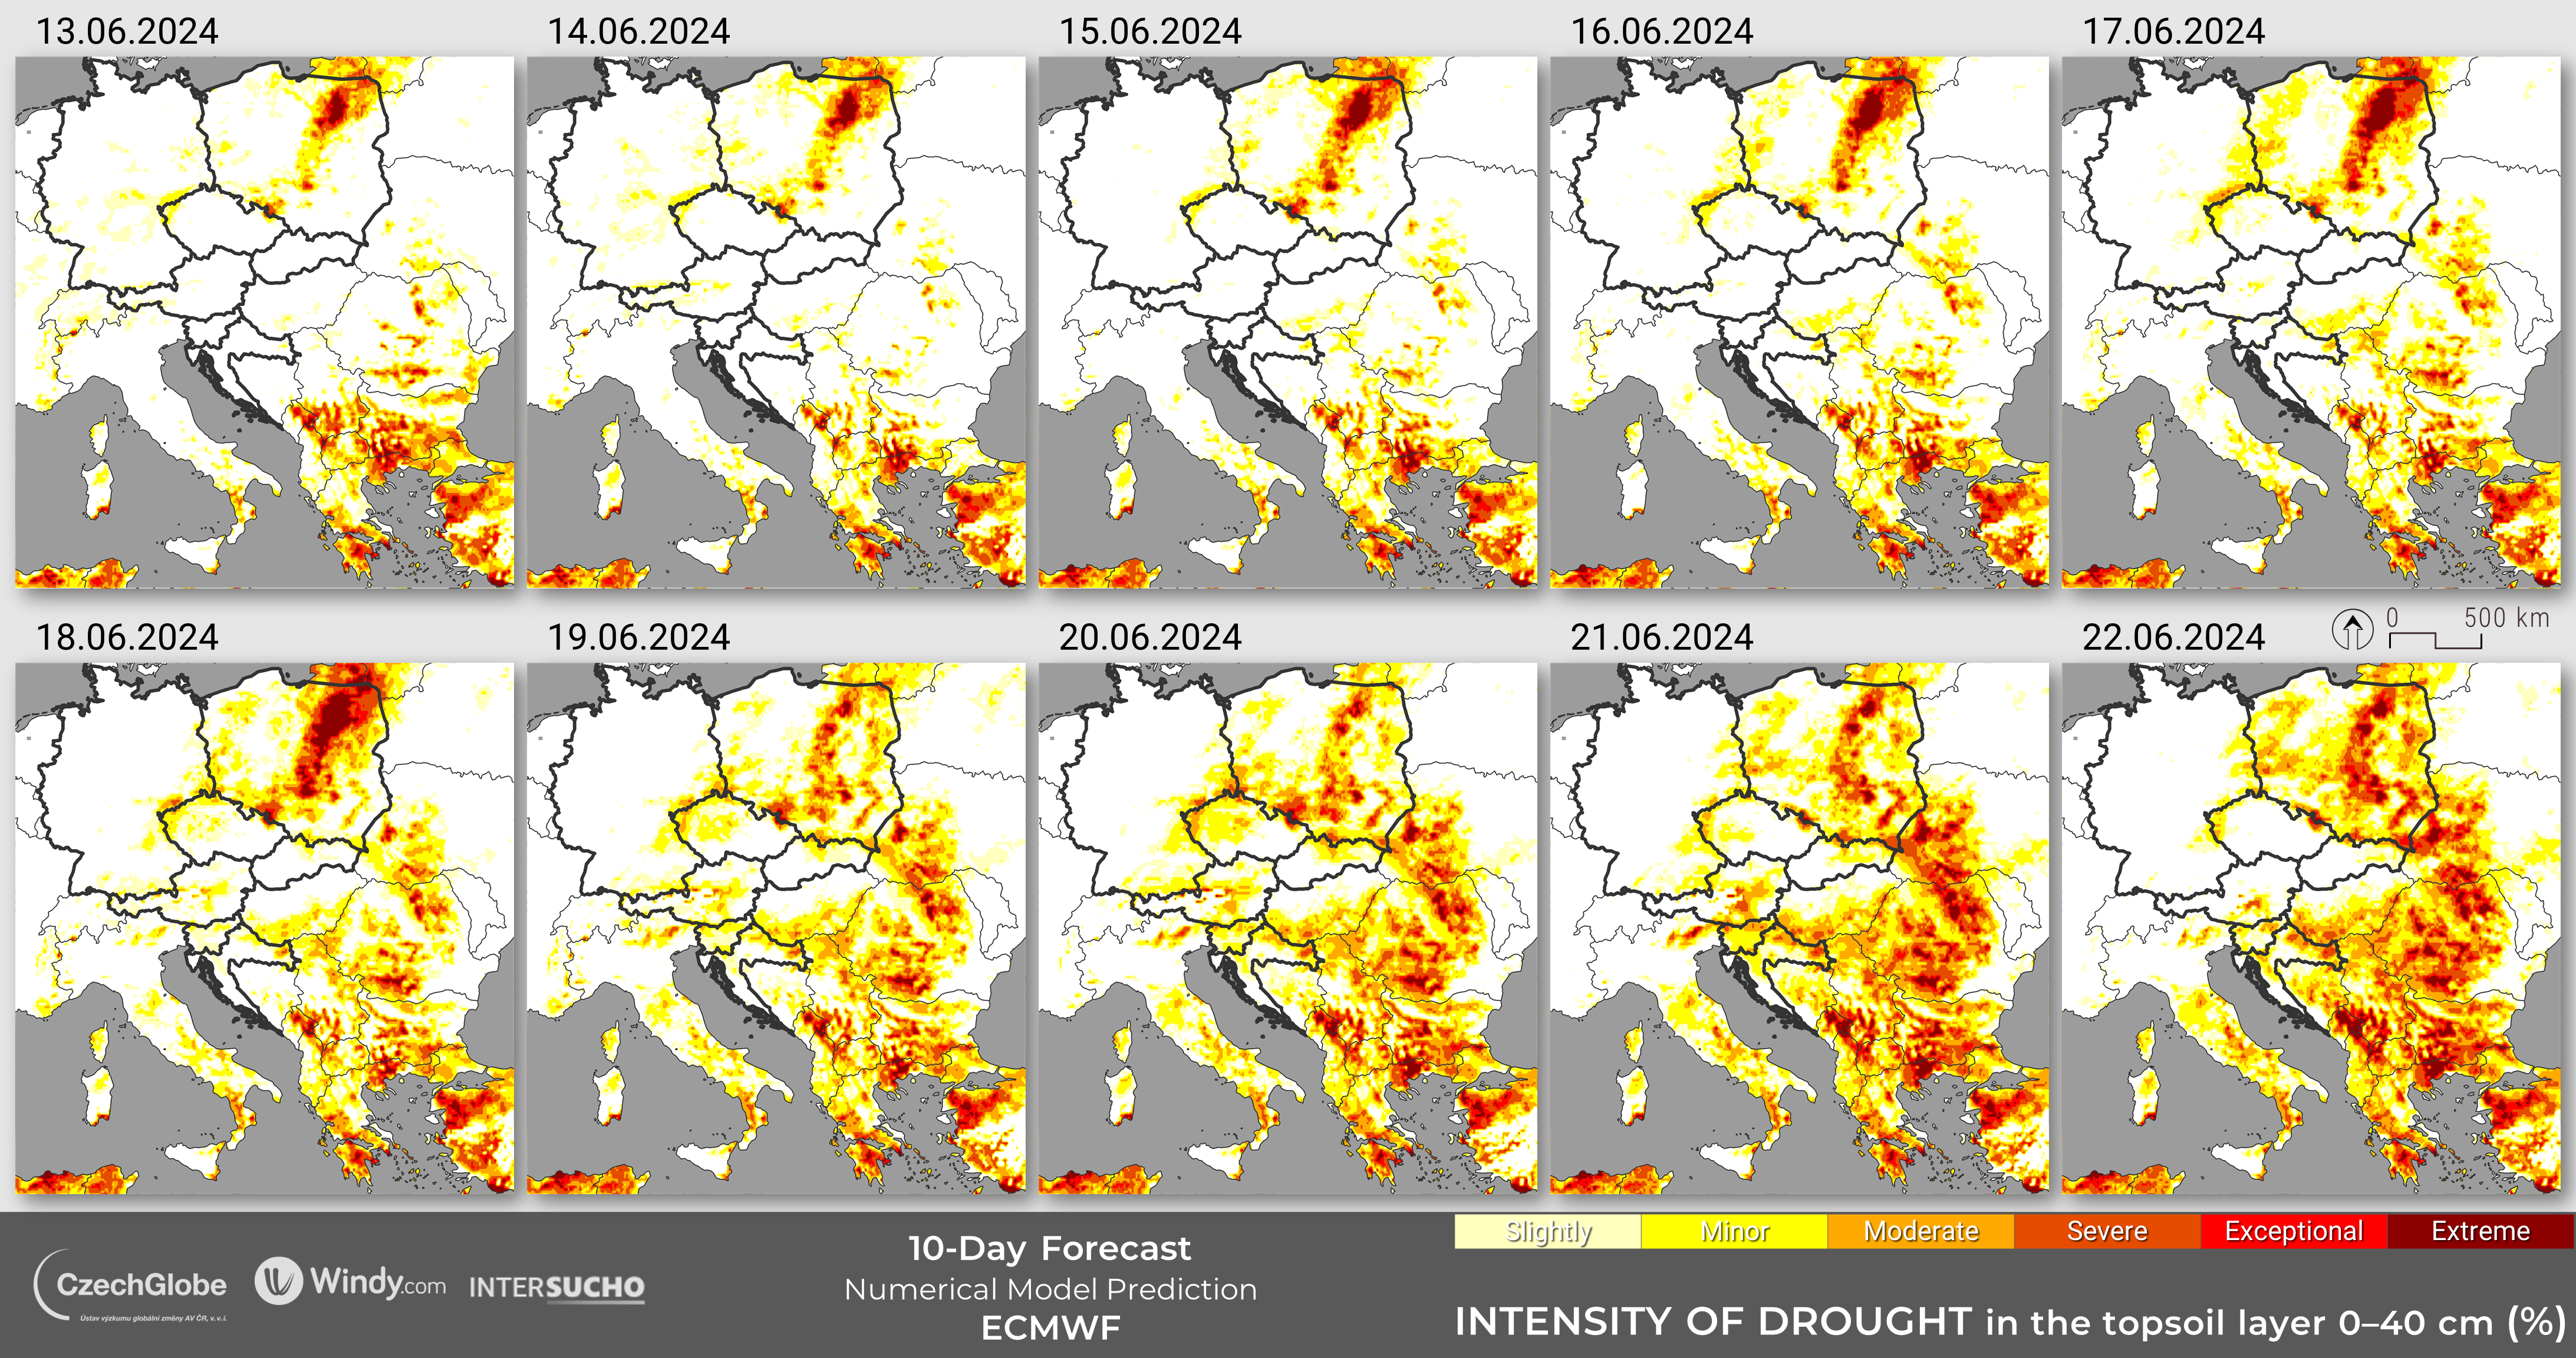 13.06.2024
14.06.2024
15.06.2024
16.06.2024
17.06.2024
18.06.2024
19.06.2024
20.06.2024
21.06.2024
22.06.2024
0 500 km
Slightly Minor Moderate Severe Exceptional Extreme
CzechGlobe
Ústav výzkumu globální změny AV ČR, v. v. i.
Windy.com
INTERSUCHO
10-Day Forecast
Numerical Model Prediction
ECMWF
INTENSITY OF DROUGHT in the topsoil layer 0–40 cm (%)